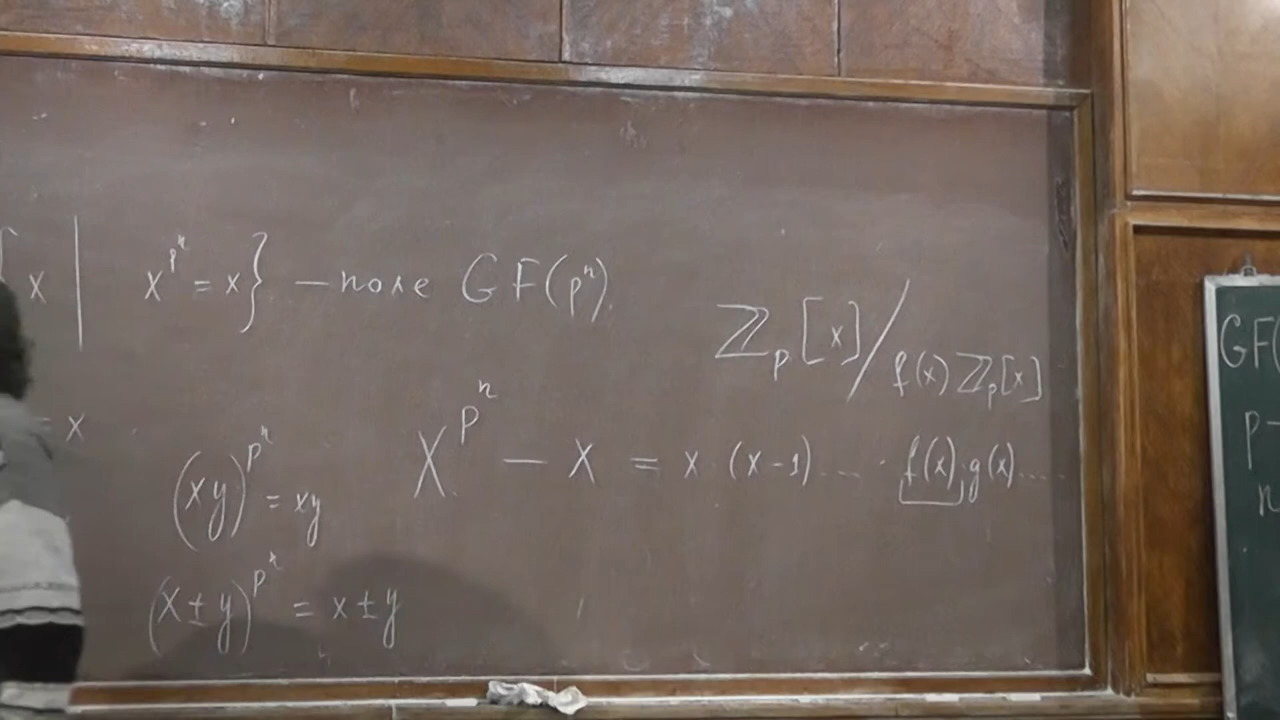 x | x^{p^n} = x} – поле GF(p^n).
ℤ_p[x] / f(x) ℤ_p[x]
= x
X^{p^n} – X = x · (x-1) ... · f(x) · g(x) ....
(xy)^{p^n} = xy
(x ± y)^{p^n} = x ± y
GF(
p –
n